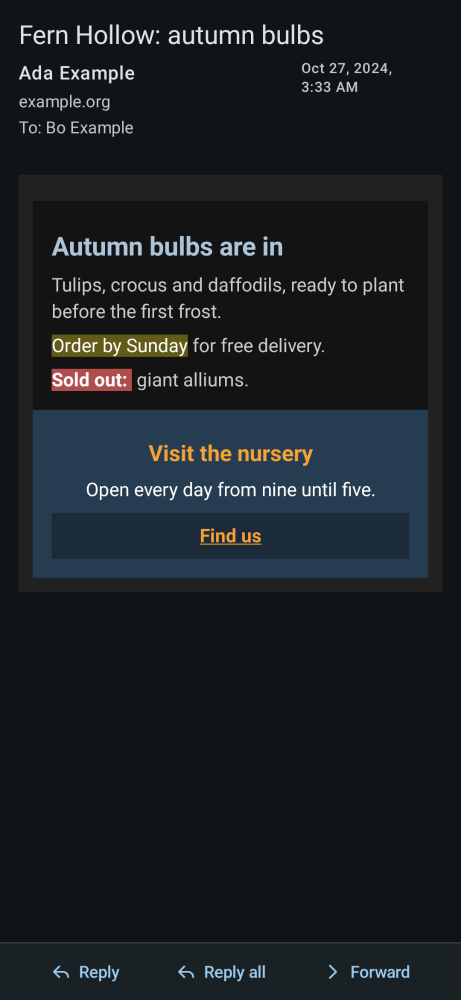 Fern Hollow: autumn bulbs
Ada Example
Oct 27, 2024,
3:33 AM
example.org
To: Bo Example
Autumn bulbs are in
Tulips, crocus and daffodils, ready to plant
before the first frost.
Order by Sunday for free delivery.
Sold out: giant alliums.
Visit the nursery
Open every day from nine until five.
Find us
Reply
Reply all
Forward